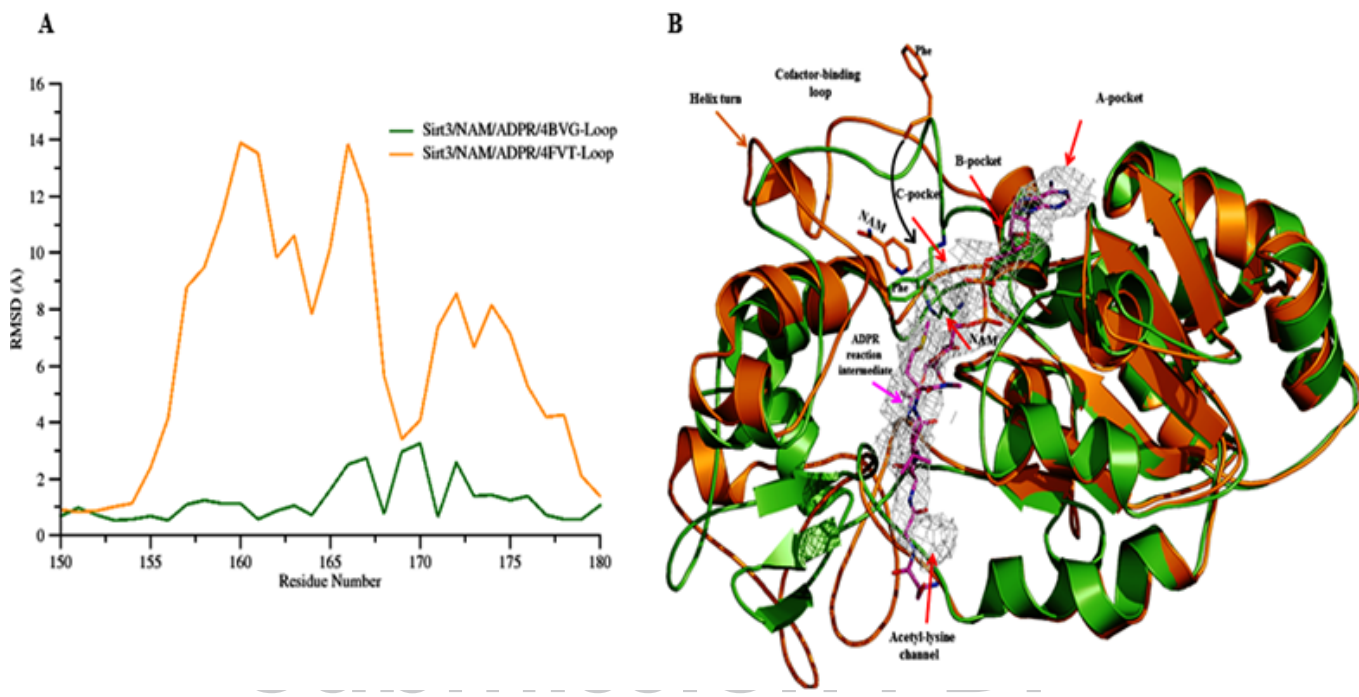 A
RMSD (A)
16
14
12
10
8
6
4
2
0
150
155
160
165
170
175
180
Residue Number
Sirt3/NAM/ADPR/4BVG-Loop
Sirt3/NAM/ADPR/4FVT-Loop
B
Phe
Cofactor-binding
loop
Helix turn
A-pocket
B-pocket
C-pocket
NAM
Phe
NAM
ADPR
reaction
intermediate
Acetyl-lysine
channel